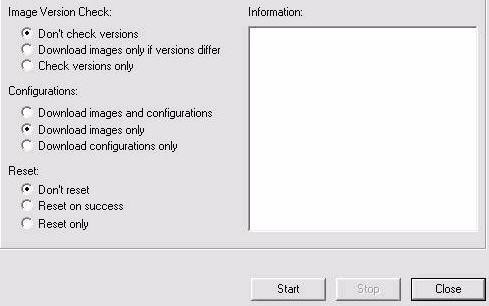 Image Version Check:
Don't check versions
Download images only if versions differ
Check versions only
Configurations:
Download images and configurations
Download images only
Download configurations only
Reset:
Don't reset
Reset on success
Reset only
Information:
Start
Stop
Close